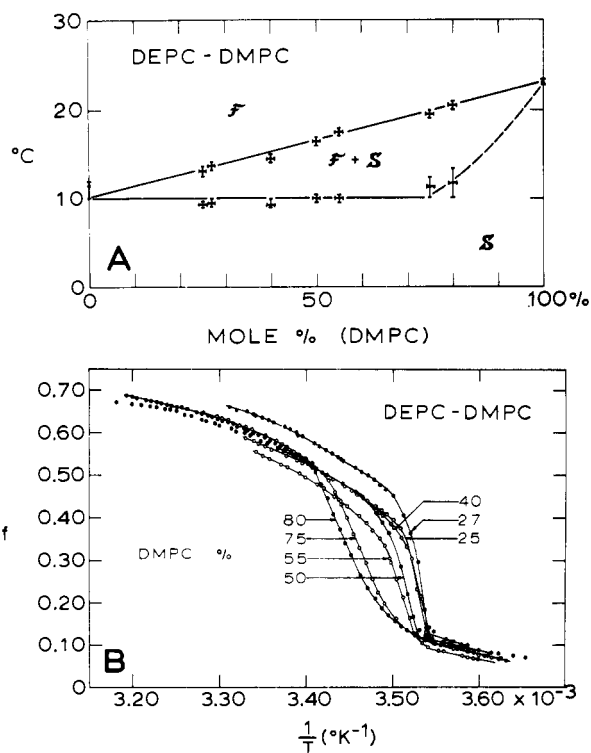 30
DEPC-DMPC
F
20
°C
F + S
10
S
A
0
0
50
100%
MOLE % (DMPC)
0.70
DEPC-DMPC
0.60
0.50
40
0.40
27
80
25
f
75
0.30
DMPC %
55
50
0.20
0.10
B
0
3.20
3.30
3.40
3.50
3.60 × 10⁻³
1/T (°K⁻¹)